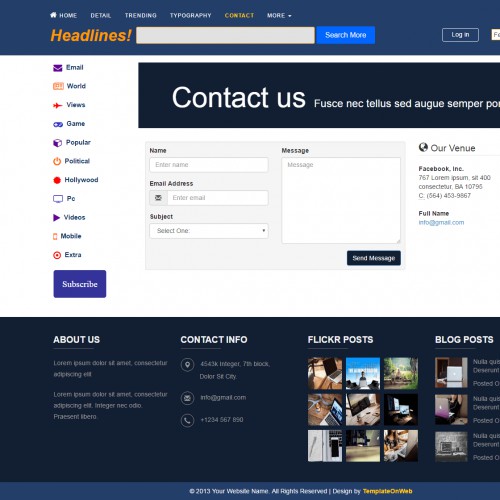 HOME DETAIL TRENDING TYPOGRAPHY CONTACT MORE
Headlines!
Search More
Log in
Email
World
Views
Game
Popular
Political
Hollywood
Pc
Videos
Mobile
Extra
Subscribe
Contact us Fusce nec tellus sed augue semper por
Name
Enter name
Email Address
Enter email
Subject
Select One:
Message
Message
Send Message
Our Venue
Facebook, Inc.
767 Lorem ipsum, sit 400
consectetur, BA 10795
C: (564) 453-9867
Full Name
info@gmail.com
ABOUT US
Lorem ipsum dolor sit amet, consectetur
adipiscing elit
Lorem ipsum dolor sit amet, consectetur
adipiscing elit. Integer nec odio.
Praesent libero.
CONTACT INFO
4543k Integer, 7th block,
Dolor Sit City.
info@gmail.com
+1234 567 890
FLICKR POSTS
BLOG POSTS
Nulla quis
Deserunt
Posted O
Nulla quis
Deserunt
Posted O
Nulla quis
Deserunt
Posted O
© 2013 Your Website Name. All Rights Reserved | Design by TemplateOnWeb